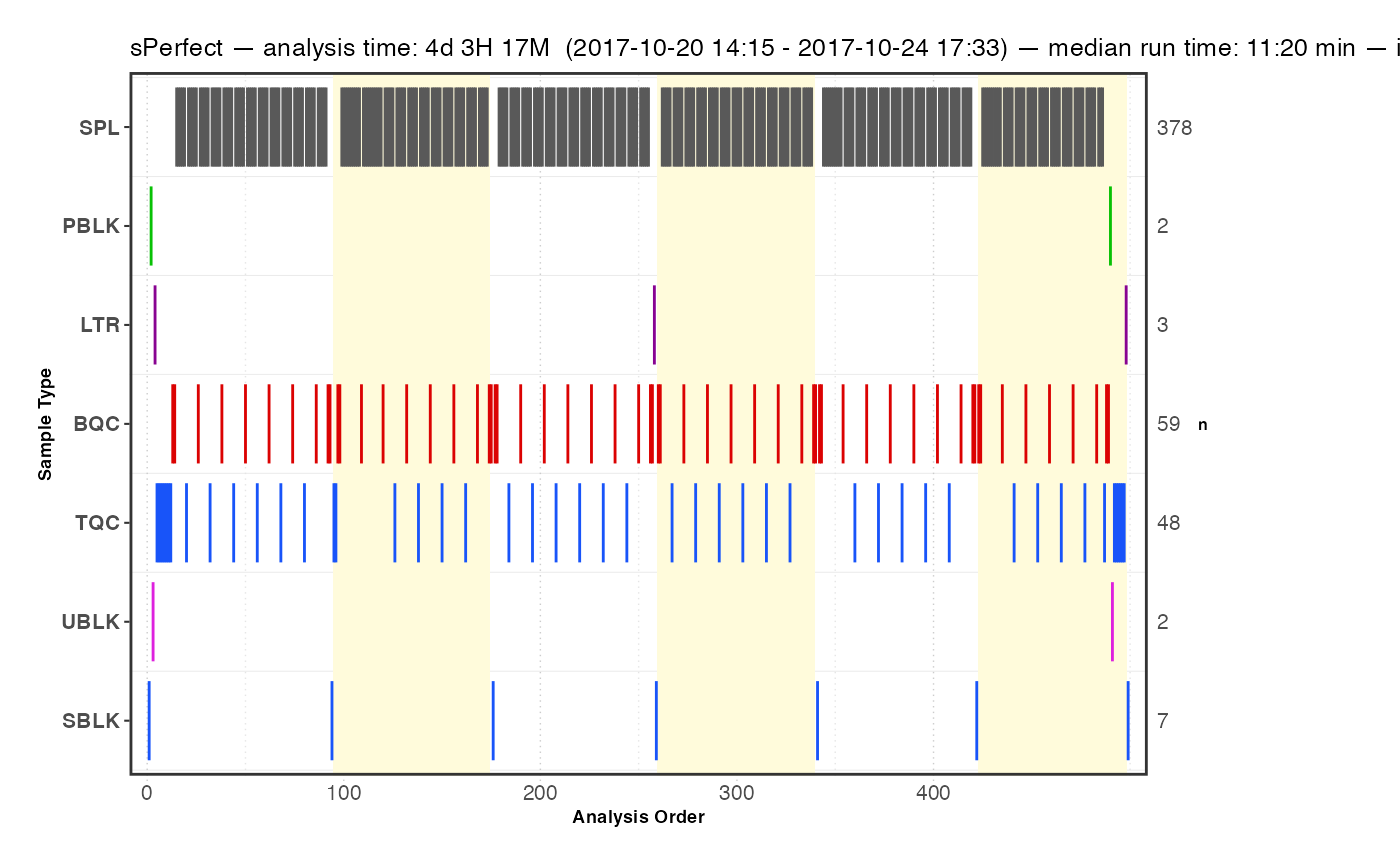 sPerfect — analysis time: 4d 3H 17M (2017-10-20 14:15 - 2017-10-24 17:33) — median run time: 11:20 min —
SPL 378
PBLK 2
LTR 3
BQC 59
TQC 48
UBLK 2
SBLK 7
Sample Type
n
0 100 200 300 400
Analysis Order